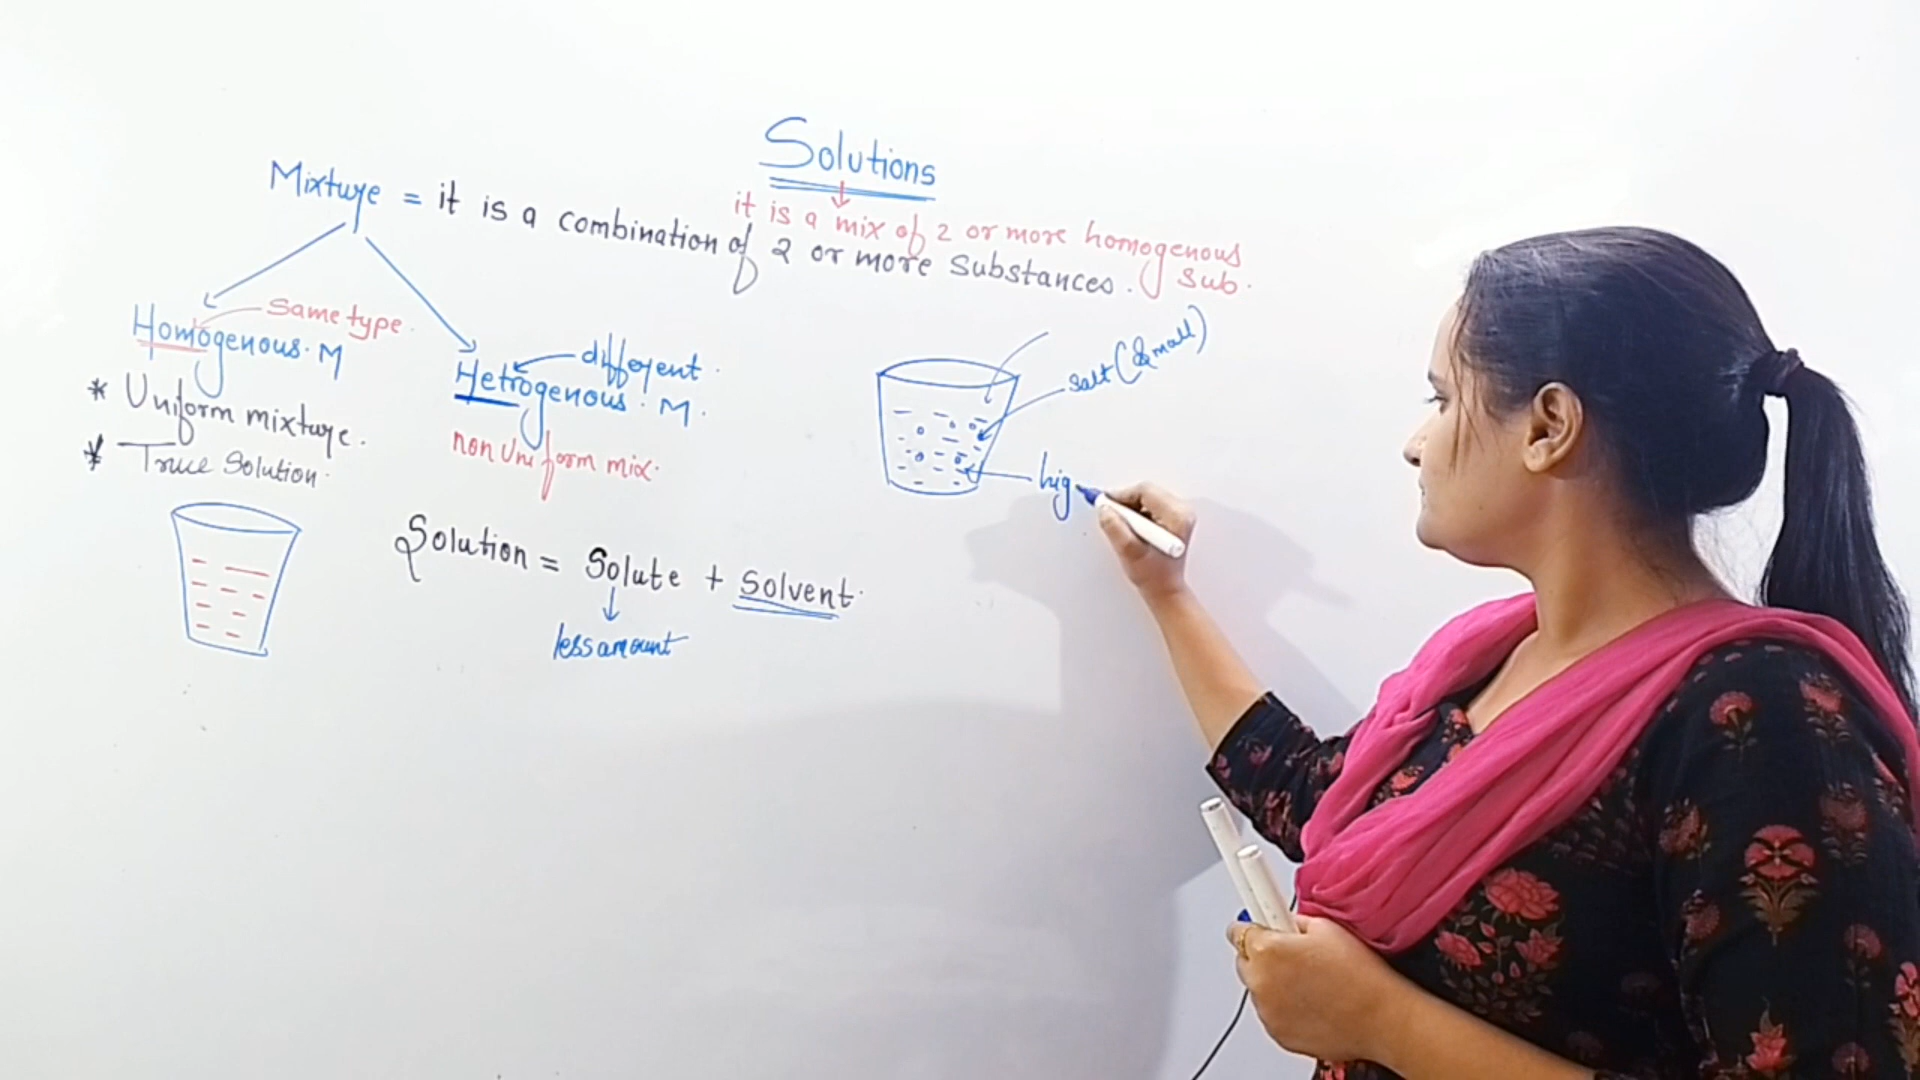 Solutions
it is a mix of 2 or more homogenous
sub.
Mixture = it is a combination of 2 or more substances.
Homogenous. M
Same type.
* Uniform mixture.
* True Solution.
Hetrogenous. M.
different.
non uniform mix.
Salt (small)
hig
Solution = Solute + Solvent.
less amount